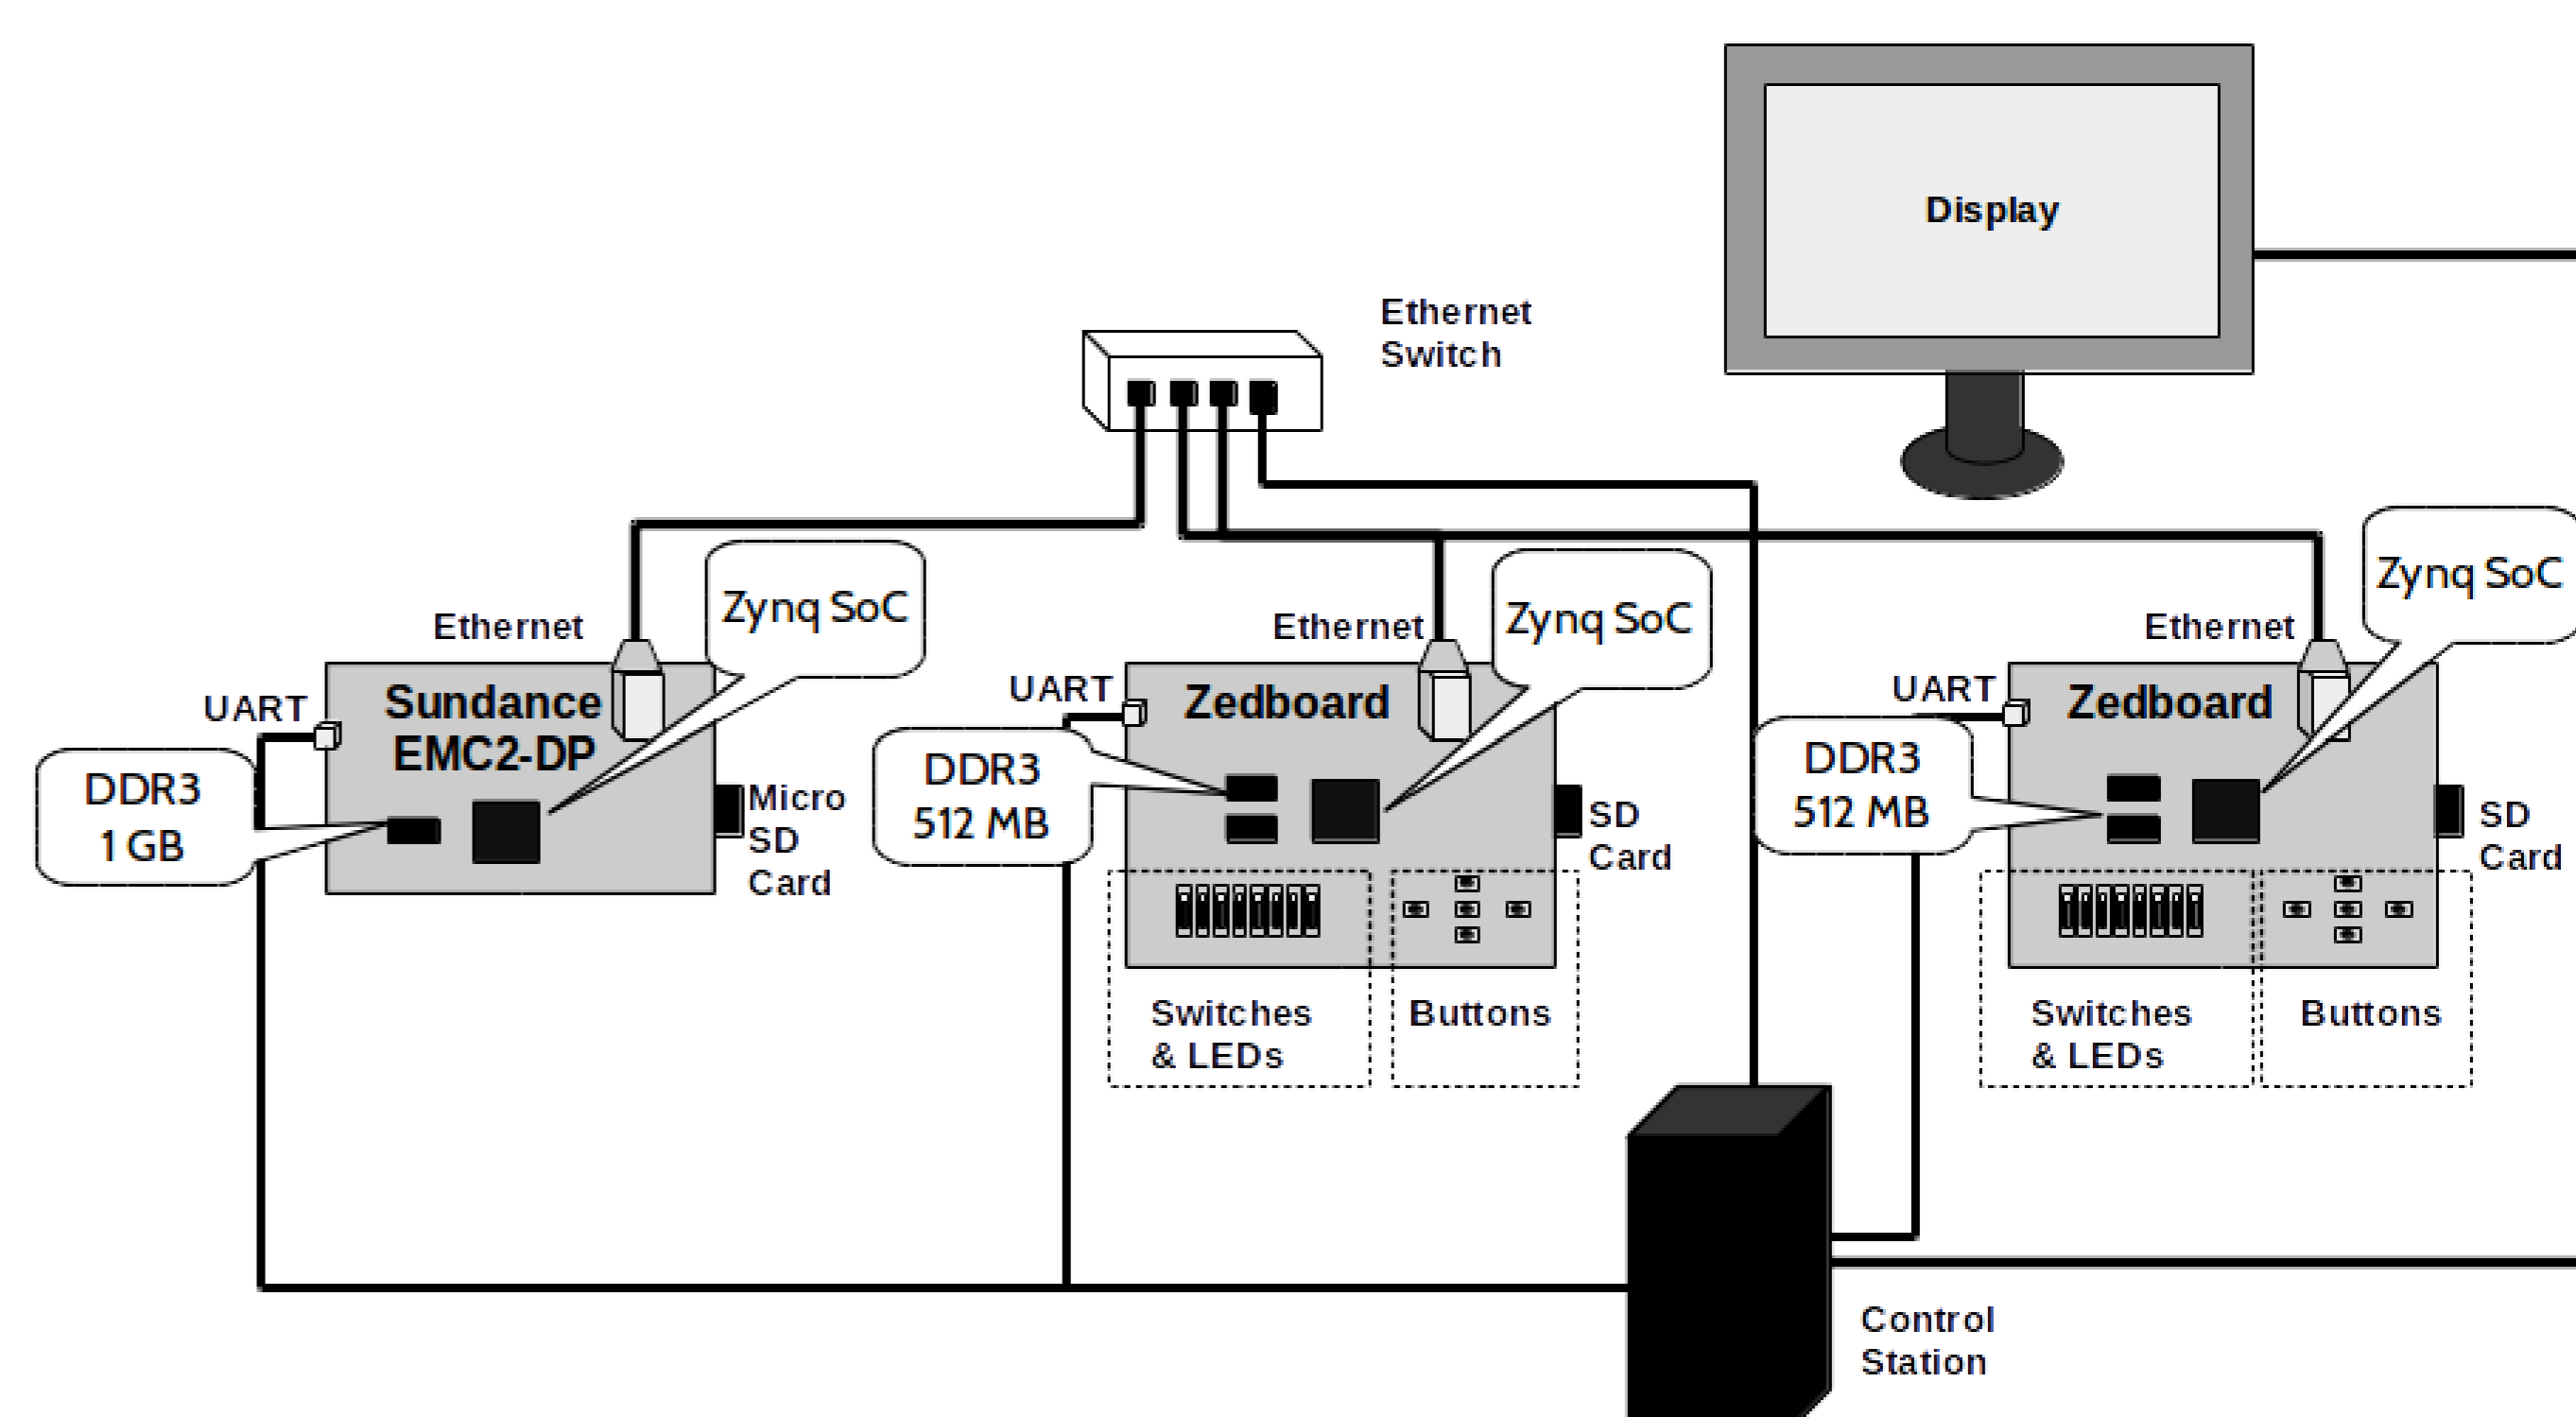 Display
Ethernet
Switch
Zynq SoC
Zynq SoC
Zynq SoC
Ethernet
Ethernet
Ethernet
UART
Sundance
EMC2-DP
UART
Zedboard
UART
Zedboard
DDR3
1 GB
DDR3
512 MB
DDR3
512 MB
Micro
SD
Card
SD
Card
SD
Card
Switches
& LEDs
Buttons
Switches
& LEDs
Buttons
Control
Station